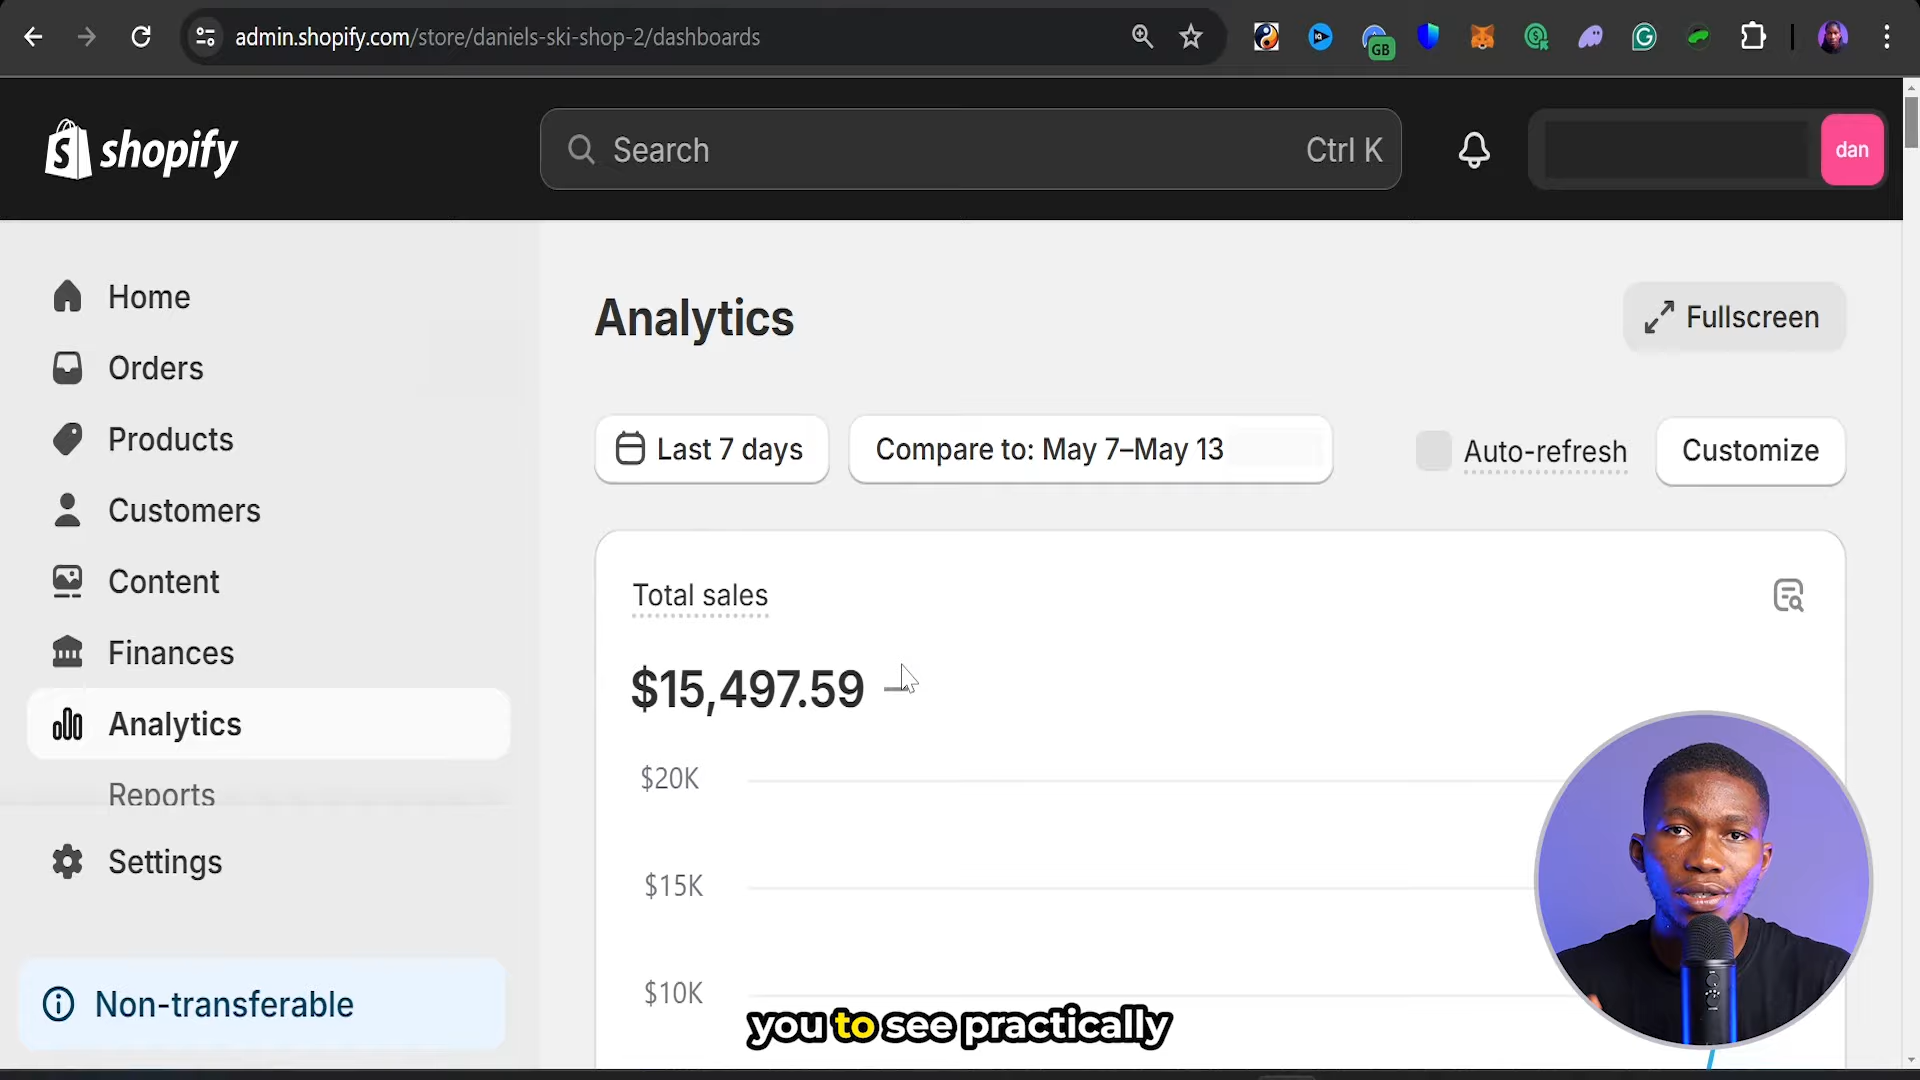 admin.shopify.com/store/daniels-ski-shop-2/dashboards
GB
shopify
Search
Ctrl K
dan
Home
Orders
Products
Customers
Content
Finances
Analytics
Reports
Settings
Non-transferable
Analytics
Fullscreen
Last 7 days
Compare to: May 7–May 13
Auto-refresh
Customize
Total sales
$15,497.59 —
$20K
$15K
$10K
you to see practically